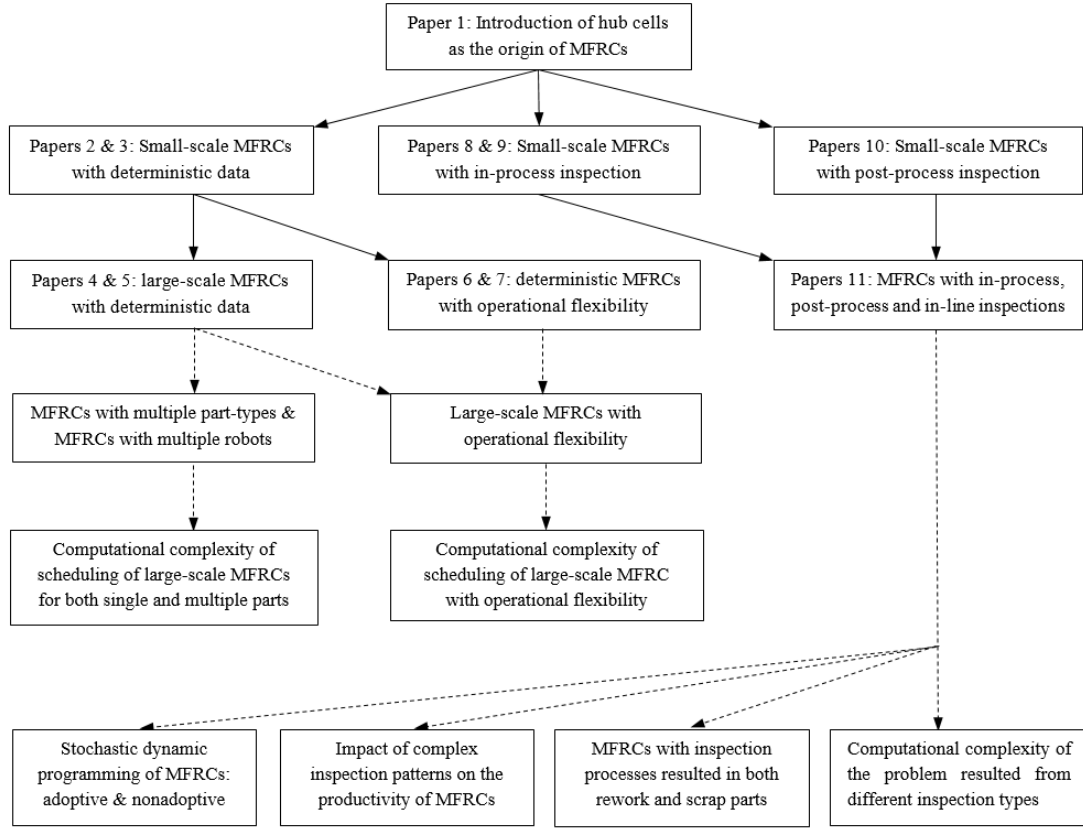 Paper 1: Introduction of hub cells
as the origin of MFRCs
Papers 2 & 3: Small-scale MFRCs
with deterministic data
Papers 8 & 9: Small-scale MFRCs
with in-process inspection
Papers 10: Small-scale MFRCs
with post-process inspection
Papers 4 & 5: large-scale MFRCs
with deterministic data
Papers 6 & 7: deterministic MFRCs
with operational flexibility
Papers 11: MFRCs with in-process,
post-process and in-line inspections
MFRCs with multiple part-types &
MFRCs with multiple robots
Large-scale MFRCs with
operational flexibility
Computational complexity of
scheduling of large-scale MFRCs
for both single and multiple parts
Computational complexity of
scheduling of large-scale MFRC
with operational flexibility
Stochastic dynamic
programming of MFRCs:
adoptive & nonadoptive
Impact of complex
inspection patterns on the
productivity of MFRCs
MFRCs with inspection
processes resulted in both
rework and scrap parts
Computational complexity of
the problem resulted from
different inspection types